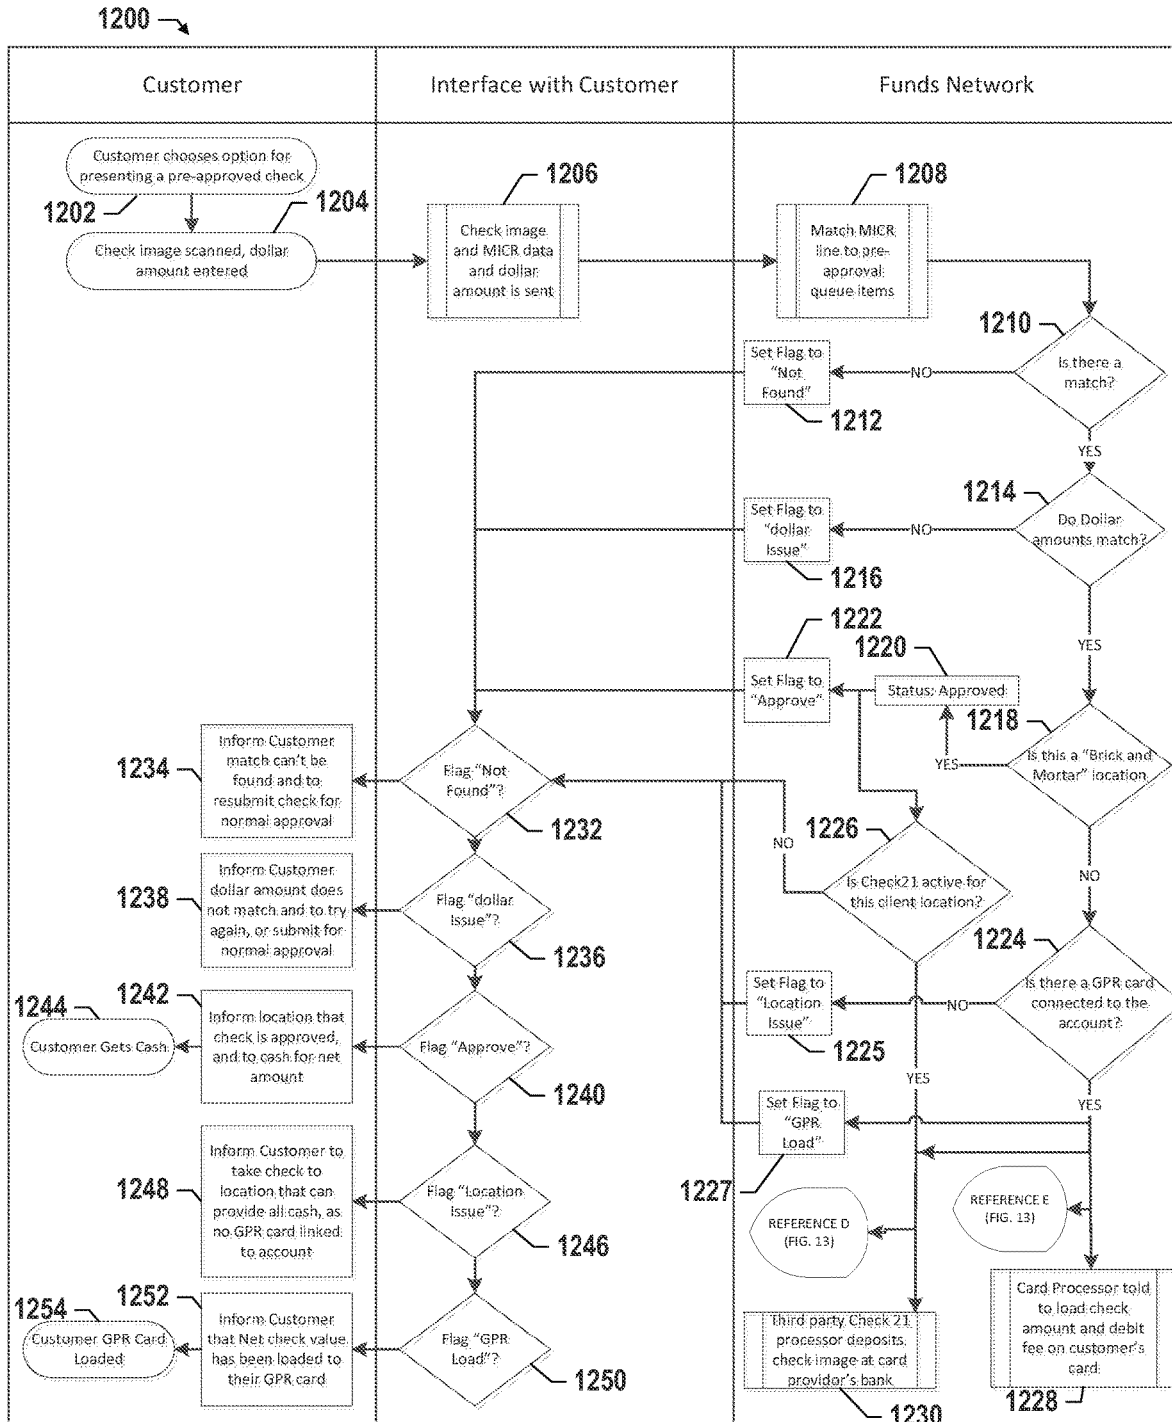 1200
Customer
Interface with Customer
Funds Network
Customer chooses option for
presenting a pre-approved check
1202
1204
Check image scanned, dollar
amount entered
1206
Check image
and MICR data
and dollar
amount is sent
1208
Match MICR
line to pre-
approval
queue items
1210
Is there a
match?
NO
Set Flag to
"Not
Found"
1212
YES
1214
Do Dollar
amounts match?
NO
Set Flag to
"dollar
Issue"
1216
YES
1222
Set Flag to
"Approve"
1220
Status: Approved
1218
Is this a "Brick and
Mortar" location
YES
NO
1234
Inform Customer
match can't be
found and to
resubmit check for
normal approval
Flag "Not
Found"?
1232
1226
Is Check21 active for
this client location?
NO
YES
1238
Inform Customer
dollar amount does
not match and to try
again, or submit for
normal approval
Flag "dollar
Issue"?
1236
1224
Is there a GPR card
connected to the
account?
NO
YES
Set Flag to
"Location
Issue"
1225
1244
Customer Gets Cash
1242
Inform location that
check is approved,
and to cash for net
amount
Flag "Approve"?
1240
Set Flag to
"GPR
Load"
1227
1248
Inform Customer to
take check to
location that can
provide all cash, as
no GPR card linked
to account
Flag "Location
Issue"?
1246
REFERENCE D
(FIG. 13)
REFERENCE E
(FIG. 13)
1254
Customer GPR Card
Loaded
1252
Inform Customer
that Net check value
has been loaded to
their GPR card
Flag "GPR
Load"?
1250
Third party Check 21
processor deposits
check image at card
providor's bank
1230
Card Processor told
to load check
amount and debit
fee on customer's
card
1228